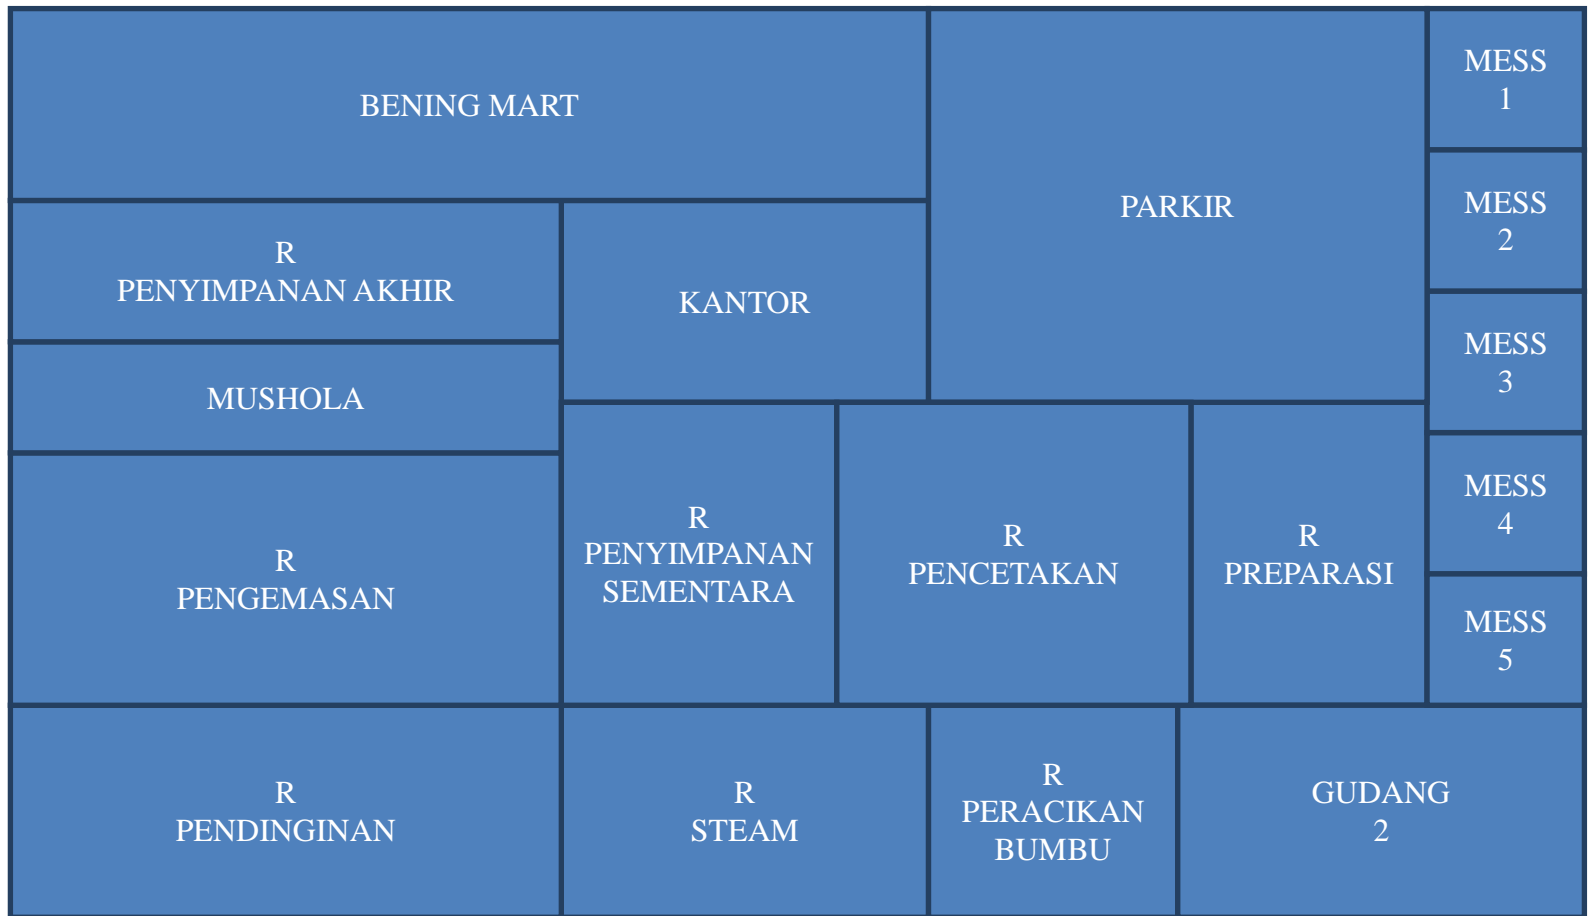 BENING MART
PARKIR
MESS
1
MESS
2
R
PENYIMPANAN AKHIR
KANTOR
MESS
3
MUSHOLA
R
PENGEMASAN
R
PENYIMPANAN
SEMENTARA
R
PENCETAKAN
R
PREPARASI
MESS
4
MESS
5
R
PENDINGINAN
R
STEAM
R
PERACIKAN
BUMBU
GUDANG
2